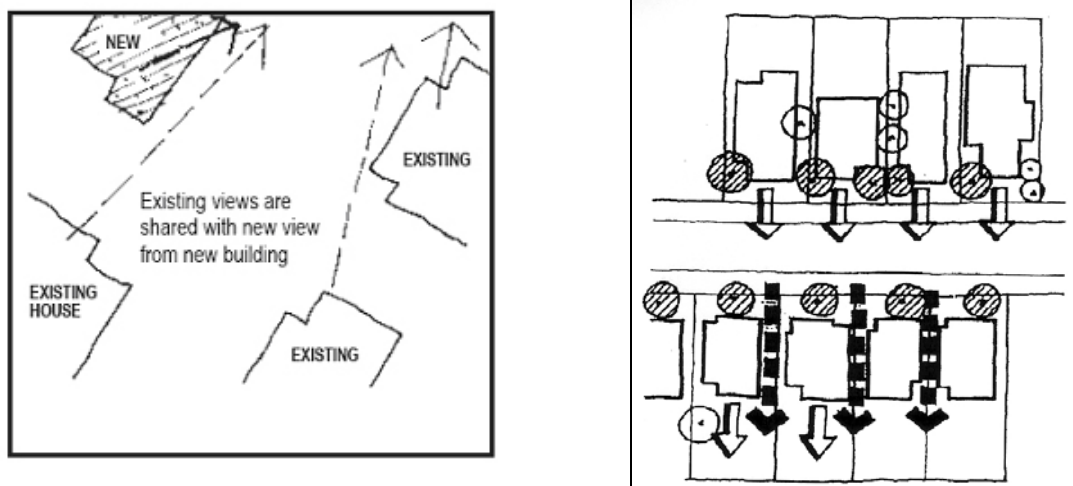 NEW
EXISTING
Existing views are
shared with new view
from new building
EXISTING
HOUSE
EXISTING